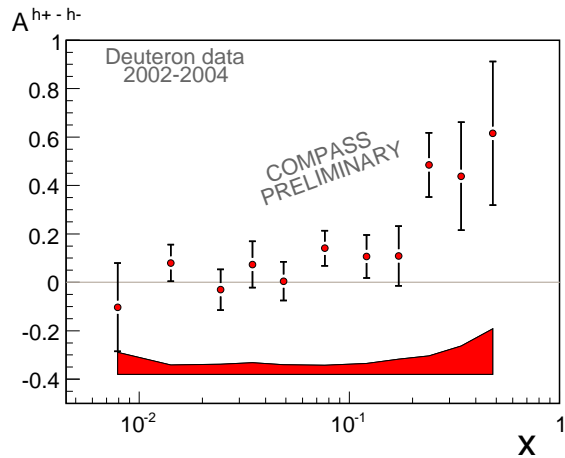 A h+ - h-
Deuteron data
2002-2004
COMPASS
PRELIMINARY
1
0.8
0.6
0.4
0.2
0
-0.2
-0.4
10-2
10-1
1
x